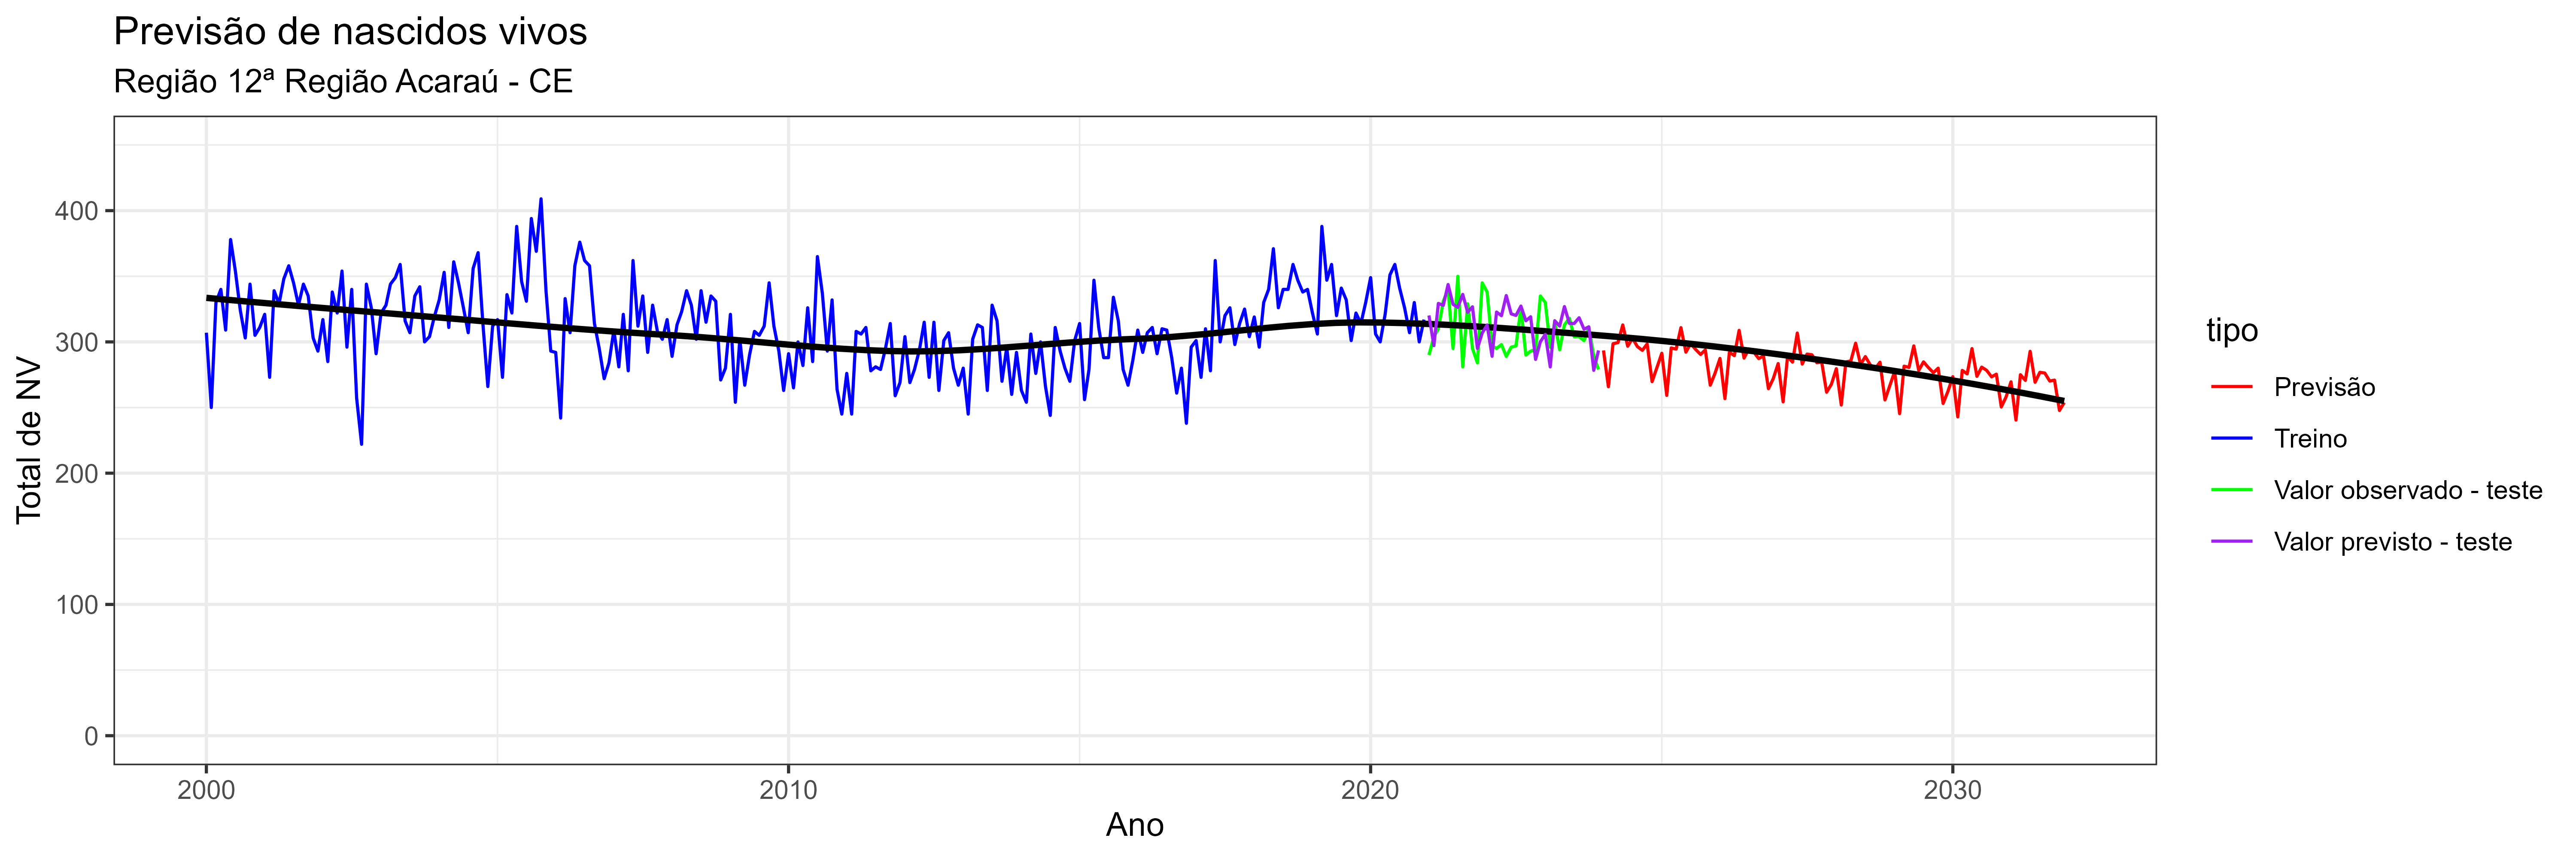 Previsão de nascidos vivos
Região 12ª Região Acaraú - CE
Total de NV
400
300
200
100
0
2000
2010
2020
2030
Ano
tipo
Previsão
Treino
Valor observado - teste
Valor previsto - teste